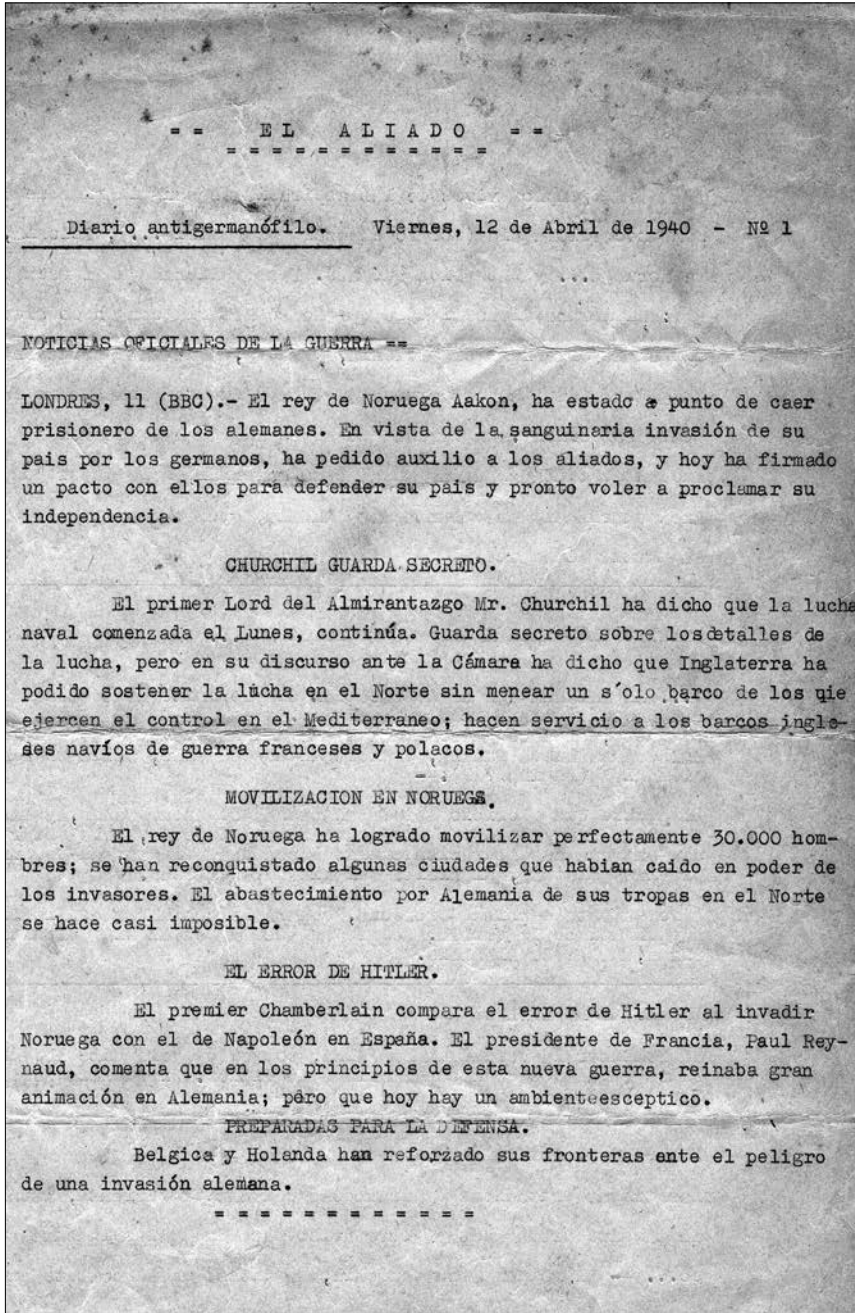 = = EL ALIADO = =
= = = = = = = = = = = =
Diario antigermanófilo. Viernes, 12 de Abril de 1940 - Nº 1
NOTICIAS OFICIALES DE LA GUERRA ==
LONDRES, 11 (BBC).- El rey de Noruega Aakon, ha estado a punto de caer
prisionero de los alemanes. En vista de la sanguinaria invasión de su
pais por los germanos, ha pedido auxilio a los aliados, y hoy ha firmado
un pacto con ellos para defender su pais y pronto voler a proclamar su
independencia.
CHURCHIL GUARDA SECRETO.
El primer Lord del Almirantazgo Mr. Churchil ha dicho que la lucha
naval comenzada el Lunes, continúa. Guarda secreto sobre losdetalles de
la lucha, pero en su discurso ante la Cámara ha dicho que Inglaterra ha
podido sostener la lucha en el Norte sin menear un s´olo barco de los qie
ejercen el control en el Mediterraneo; hacen servicio a los barcos ingle-
ses navíos de guerra franceses y polacos.
MOVILIZACION EN NORUEGA.
El rey de Noruega ha logrado movilizar perfectamente 30.000 hom-
bres; se han reconquistado algunas ciudades que habian caido en poder de
los invasores. El abastecimiento por Alemania de sus tropas en el Norte
se hace casi imposible.
EL ERROR DE HITLER.
El premier Chamberlain compara el error de Hitler al invadir
Noruega con el de Napoleón en España. El presidente de Francia, Paul Rey-
naud, comenta que en los principios de esta nueva guerra, reinaba gran
animación en Alemania; pero que hoy hay un ambienteesceptico.
PREPARADAS PARA LA DEFENSA.
Belgica y Holanda han reforzado sus fronteras ente el peligro
de una invasión alemana.
= = = = = = = = = = = =